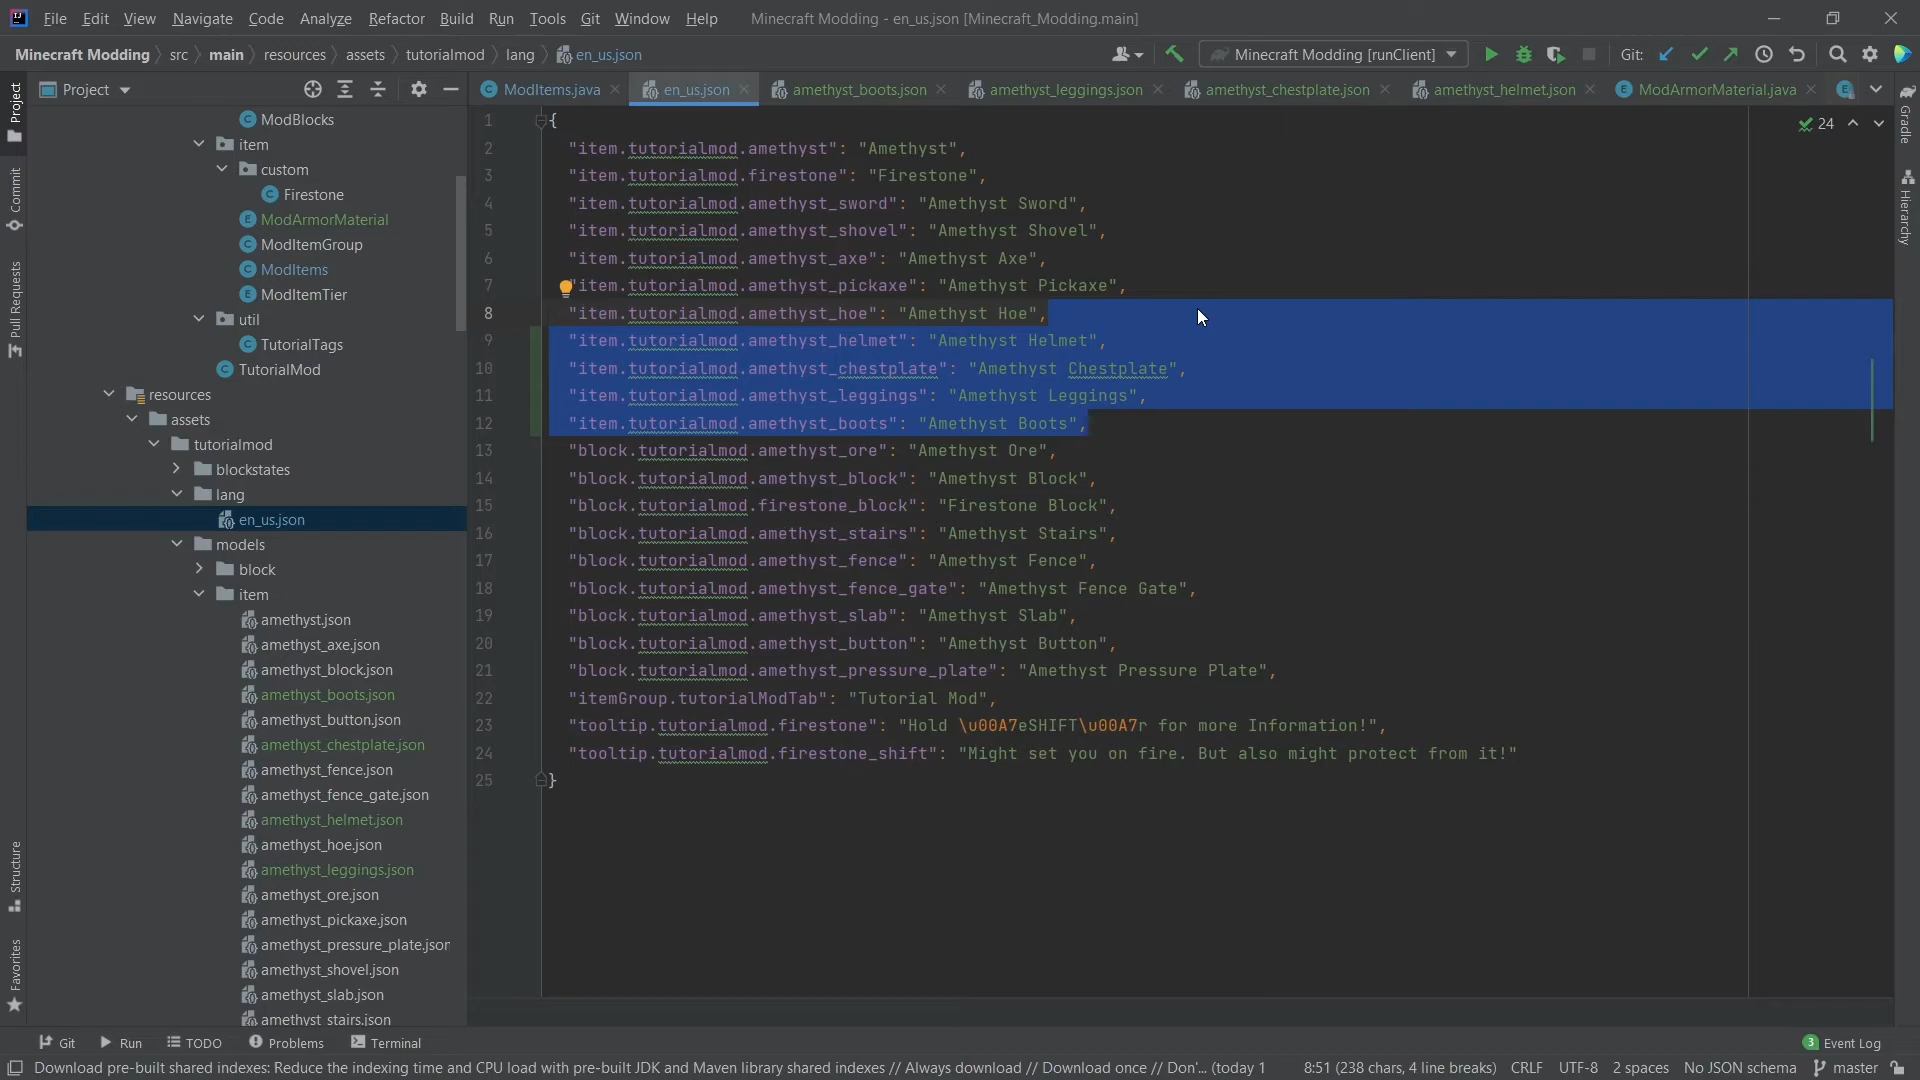 File Edit View Navigate Code Analyze Refactor Build Run Tools Git Window Help Minecraft Modding - en_us.json [Minecraft_Modding.main]
Minecraft Modding src main resources assets tutorialmod lang en_us.json Minecraft Modding [runClient] Git:
Project
ModItems.java en_us.json amethyst_boots.json amethyst_leggings.json amethyst_chestplate.json amethyst_helmet.json ModArmorMaterial.java
Project
Commit
Pull Requests
Structure
Favorites
ModBlocks
item
custom
Firestone
ModArmorMaterial
ModItemGroup
ModItems
ModItemTier
util
TutorialTags
TutorialMod
resources
assets
tutorialmod
blockstates
lang
en_us.json
models
block
item
amethyst.json
amethyst_axe.json
amethyst_block.json
amethyst_boots.json
amethyst_button.json
amethyst_chestplate.json
amethyst_fence.json
amethyst_fence_gate.json
amethyst_helmet.json
amethyst_hoe.json
amethyst_leggings.json
amethyst_ore.json
amethyst_pickaxe.json
amethyst_pressure_plate.json
amethyst_shovel.json
amethyst_slab.json
amethyst_stairs.json
1 {
2 "item.tutorialmod.amethyst": "Amethyst",
3 "item.tutorialmod.firestone": "Firestone",
4 "item.tutorialmod.amethyst_sword": "Amethyst Sword",
5 "item.tutorialmod.amethyst_shovel": "Amethyst Shovel",
6 "item.tutorialmod.amethyst_axe": "Amethyst Axe",
7 "item.tutorialmod.amethyst_pickaxe": "Amethyst Pickaxe",
8 "item.tutorialmod.amethyst_hoe": "Amethyst Hoe",
9 "item.tutorialmod.amethyst_helmet": "Amethyst Helmet",
10 "item.tutorialmod.amethyst_chestplate": "Amethyst Chestplate",
11 "item.tutorialmod.amethyst_leggings": "Amethyst Leggings",
12 "item.tutorialmod.amethyst_boots": "Amethyst Boots",
13 "block.tutorialmod.amethyst_ore": "Amethyst Ore",
14 "block.tutorialmod.amethyst_block": "Amethyst Block",
15 "block.tutorialmod.firestone_block": "Firestone Block",
16 "block.tutorialmod.amethyst_stairs": "Amethyst Stairs",
17 "block.tutorialmod.amethyst_fence": "Amethyst Fence",
18 "block.tutorialmod.amethyst_fence_gate": "Amethyst Fence Gate",
19 "block.tutorialmod.amethyst_slab": "Amethyst Slab",
20 "block.tutorialmod.amethyst_button": "Amethyst Button",
21 "block.tutorialmod.amethyst_pressure_plate": "Amethyst Pressure Plate",
22 "itemGroup.tutorialModTab": "Tutorial Mod",
23 "tooltip.tutorialmod.firestone": "Hold \u00A7eSHIFT\u00A7r for more Information!",
24 "tooltip.tutorialmod.firestone_shift": "Might set you on fire. But also might protect from it!"
25 }
24
Gradle
Hierarchy
Git Run TODO Problems Terminal 3 Event Log
Download pre-built shared indexes: Reduce the indexing time and CPU load with pre-built JDK and Maven library shared indexes // Always download // Download once // Don'... (today 1 8:51 (238 chars, 4 line breaks) CRLF UTF-8 2 spaces No JSON schema master